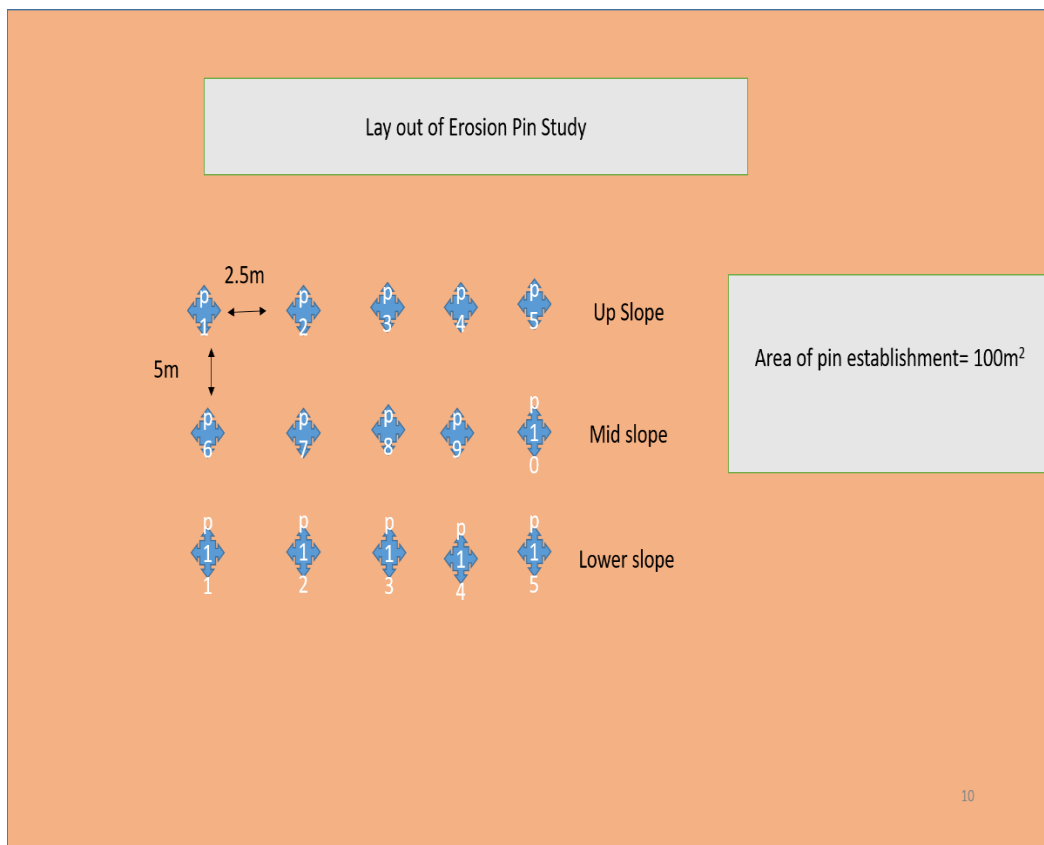 Lay out of Erosion Pin Study
2.5m
p1 p2 p3 p4 p5 Up Slope
5m
Area of pin establishment= 100m²
p6 p7 p8 p9 p10 Mid slope
p11 p12 p13 p14 p15 Lower slope
10